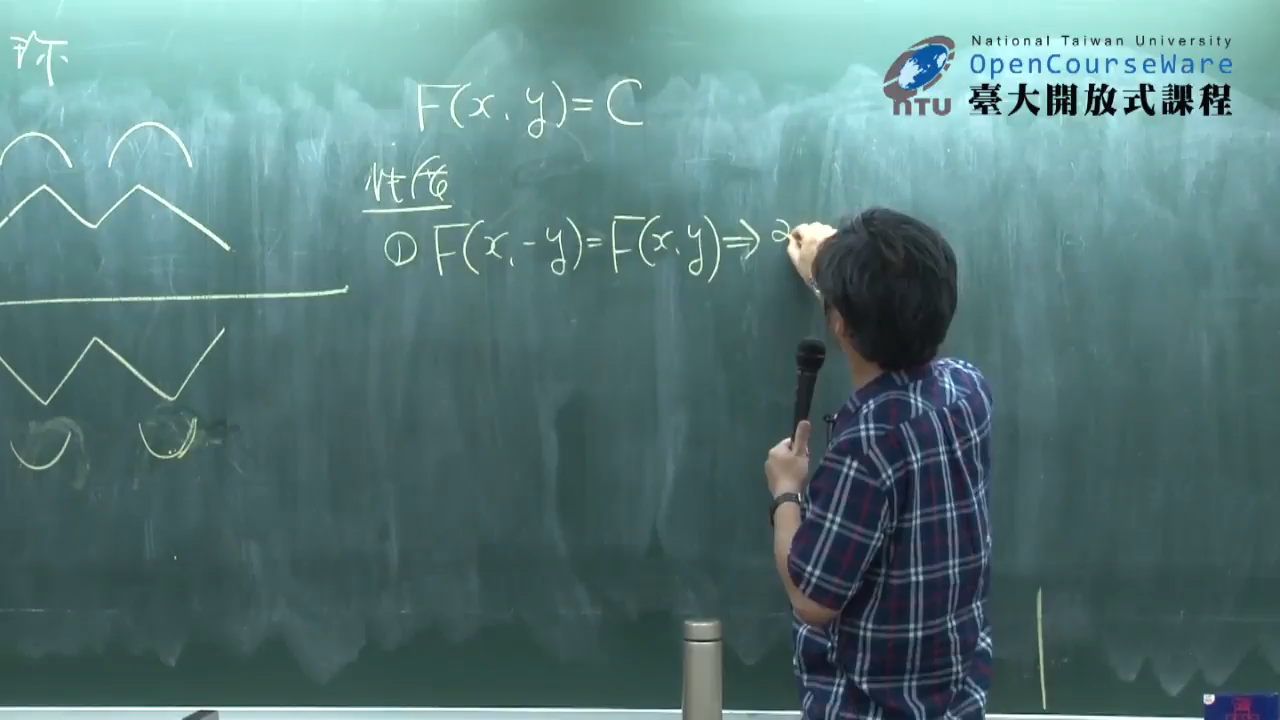 National Taiwan University
OpenCourseWare
臺大開放式課程
NTU
F(x, y) = C
性質
① F(x, -y) = F(x, y) ⇒